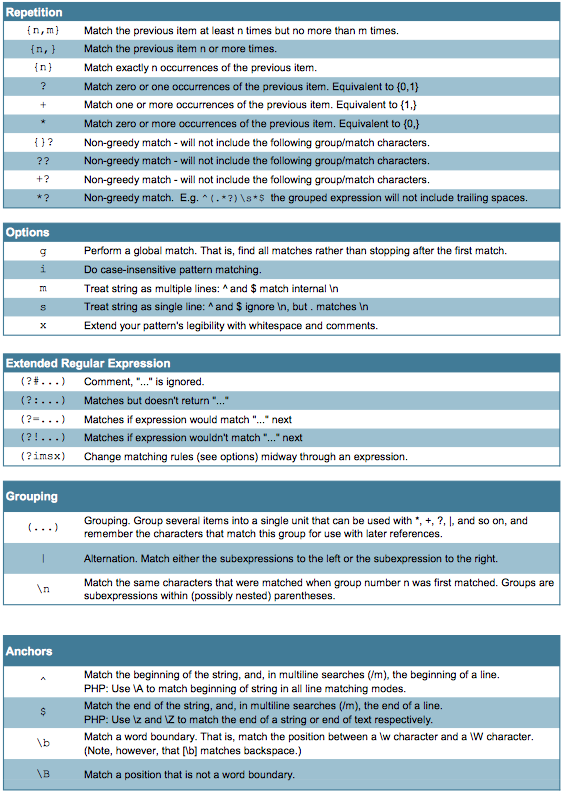 Repetition
{n,m} Match the previous item at least n times but no more than m times.
{n,} Match the previous item n or more times.
{n} Match exactly n occurrences of the previous item.
? Match zero or one occurrences of the previous item. Equivalent to {0,1}
+ Match one or more occurrences of the previous item. Equivalent to {1,}
* Match zero or more occurrences of the previous item. Equivalent to {0,}
{}? Non-greedy match - will not include the following group/match characters.
?? Non-greedy match - will not include the following group/match characters.
+? Non-greedy match - will not include the following group/match characters.
*? Non-greedy match. E.g. ^(.*?)\s*$ the grouped expression will not include trailing spaces.
Options
g Perform a global match. That is, find all matches rather than stopping after the first match.
i Do case-insensitive pattern matching.
m Treat string as multiple lines: ^ and $ match internal \n
s Treat string as single line: ^ and $ ignore \n, but . matches \n
x Extend your pattern's legibility with whitespace and comments.
Extended Regular Expression
(?#...) Comment, "..." is ignored.
(?:...) Matches but doesn't return "..."
(?=...) Matches if expression would match "..." next
(?!...) Matches if expression wouldn't match "..." next
(?imsx) Change matching rules (see options) midway through an expression.
Grouping
(...) Grouping. Group several items into a single unit that can be used with *, +, ?, |, and so on, and
remember the characters that match this group for use with later references.
| Alternation. Match either the subexpressions to the left or the subexpression to the right.
\n Match the same characters that were matched when group number n was first matched. Groups are
subexpressions within (possibly nested) parentheses.
Anchors
^ Match the beginning of the string, and, in multiline searches (/m), the beginning of a line.
PHP: Use \A to match beginning of string in all line matching modes.
$ Match the end of the string, and, in multiline searches (/m), the end of a line.
PHP: Use \z and \Z to match the end of a string or end of text respectively.
\b Match a word boundary. That is, match the position between a \w character and a \W character.
(Note, however, that [\b] matches backspace.)
\B Match a position that is not a word boundary.